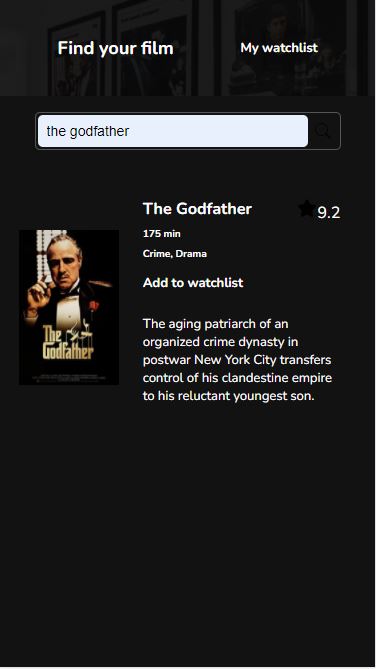 Find your film
My watchlist
the godfather
The Godfather
9.2
175 min
Crime, Drama
Add to watchlist
The
Godfather
The aging patriarch of an
organized crime dynasty in
postwar New York City transfers
control of his clandestine empire
to his reluctant youngest son.